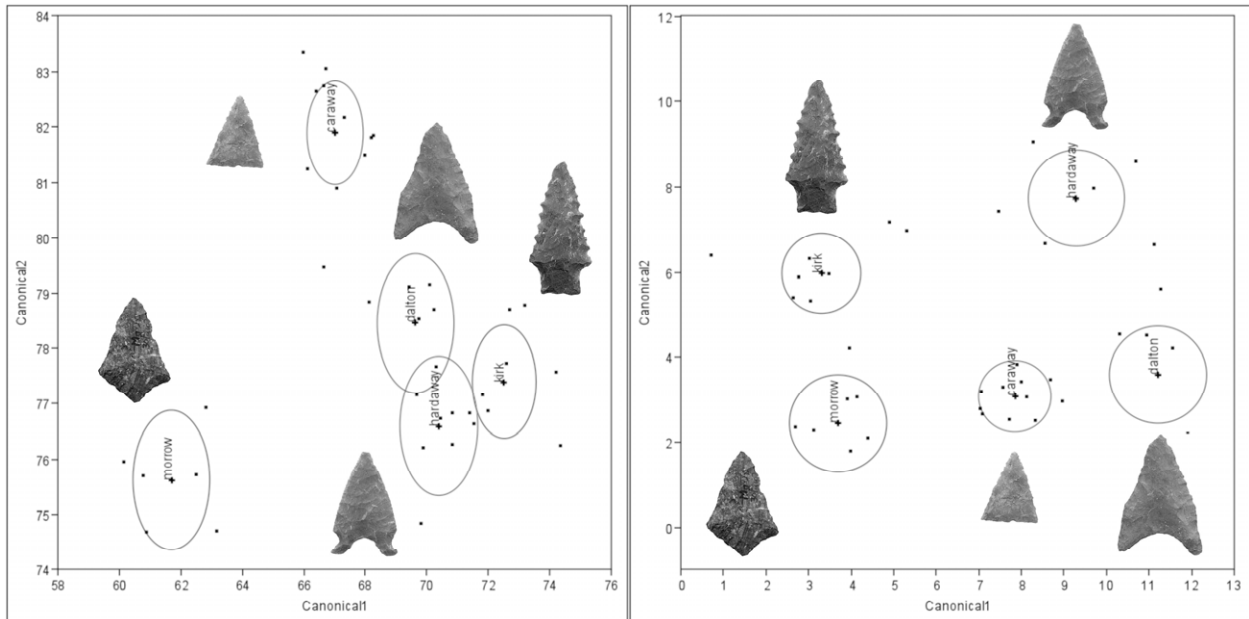 84
83
82
81
80
79
78
77
76
75
74
Canonical2
caraway
dalton
hardaway
kirk
morrow
58 60 62 64 66 68 70 72 74 76
Canonical1
12
10
8
6
4
2
0
Canonical2
hardaway
kirk
dalton
caraway
morrow
0 1 2 3 4 5 6 7 8 9 10 11 12 13
Canonical1